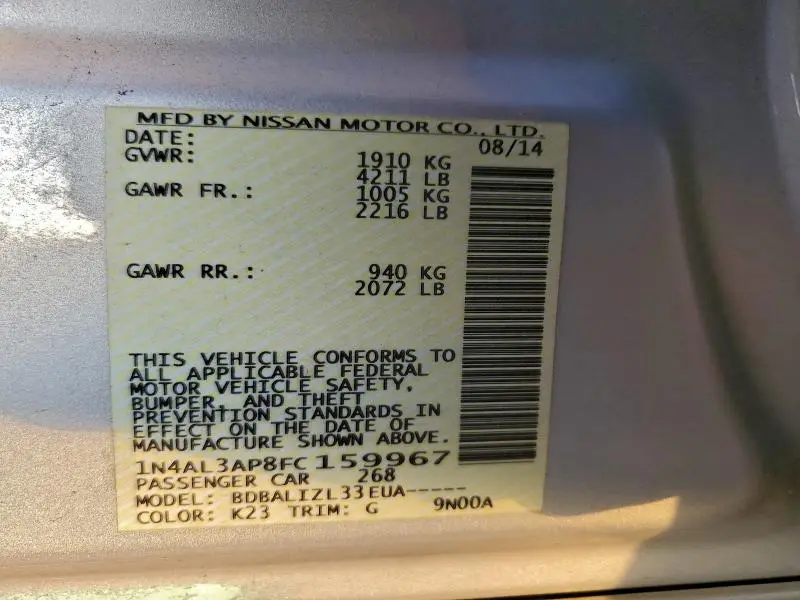 MFD BY NISSAN MOTOR CO., LTD.
DATE: 08/14
GVWR: 1910 KG
4211 LB
GAWR FR.: 1005 KG
2216 LB
GAWR RR.: 940 KG
2072 LB
THIS VEHICLE CONFORMS TO
ALL APPLICABLE FEDERAL
MOTOR VEHICLE SAFETY,
BUMPER, AND THEFT
PREVENTION STANDARDS IN
EFFECT ON THE DATE OF
MANUFACTURE SHOWN ABOVE.
1N4AL3AP8FC159967
PASSENGER CAR 268
MODEL: BDBALIZL33EUA-----
COLOR: K23 TRIM: G 9N00A